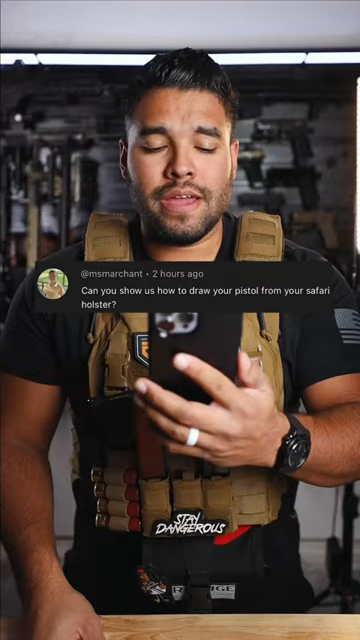 @msmarchant • 2 hours ago
Can you show us how to draw your pistol from your safari
holster?
STAY
DANGEROUS